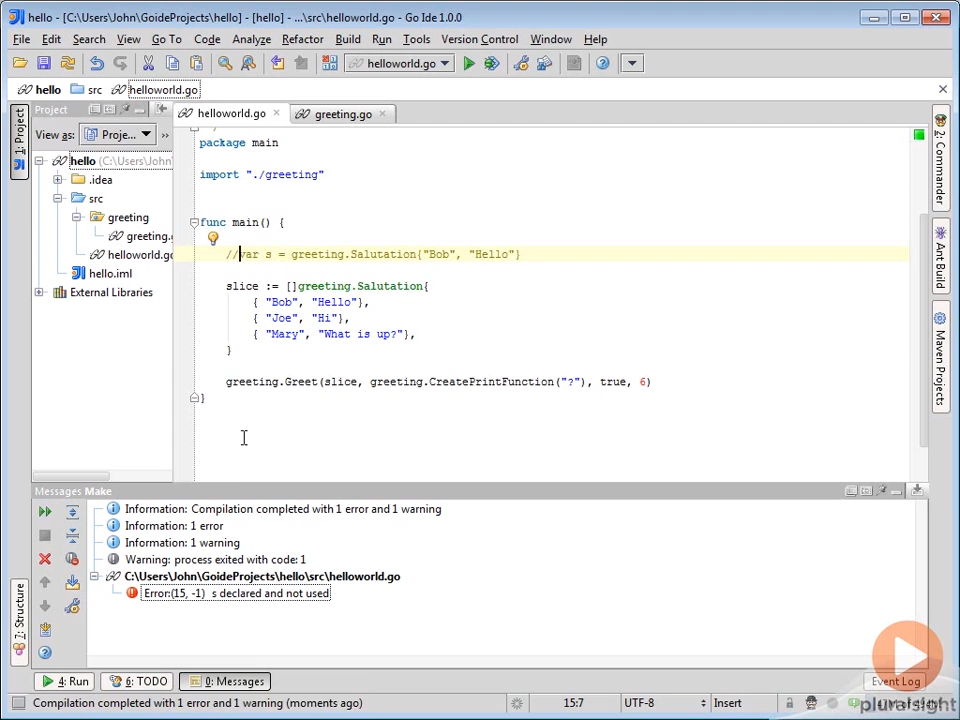 hello - [C:\Users\John\GoideProjects\hello] - [hello] - ...\src\helloworld.go - Go Ide 1.0.0
File Edit Search View Go To Code Analyze Refactor Build Run Tools Version Control Window Help
helloworld.go
hello src helloworld.go
1: Project
Project
View as: Proje...
hello (C:\Users\John\
.idea
src
greeting
greeting.g
helloworld.go
hello.iml
External Libraries
helloworld.go greeting.go
package main
import "./greeting"
func main() {
//var s = greeting.Salutation{"Bob", "Hello"}
slice := []greeting.Salutation{
{ "Bob", "Hello"},
{ "Joe", "Hi"},
{ "Mary", "What is up?"},
}
greeting.Greet(slice, greeting.CreatePrintFunction("?"), true, 6)
}
2: Commander
Ant Build
Maven Projects
Messages Make
Information: Compilation completed with 1 error and 1 warning
Information: 1 error
Information: 1 warning
Warning: process exited with code: 1
C:\Users\John\GoideProjects\hello\src\helloworld.go
Error:(15, -1) s declared and not used
7: Structure
4: Run 6: TODO 0: Messages Event Log
Compilation completed with 1 error and 1 warning (moments ago) 15:7 UTF-8 Insert
pluralsight